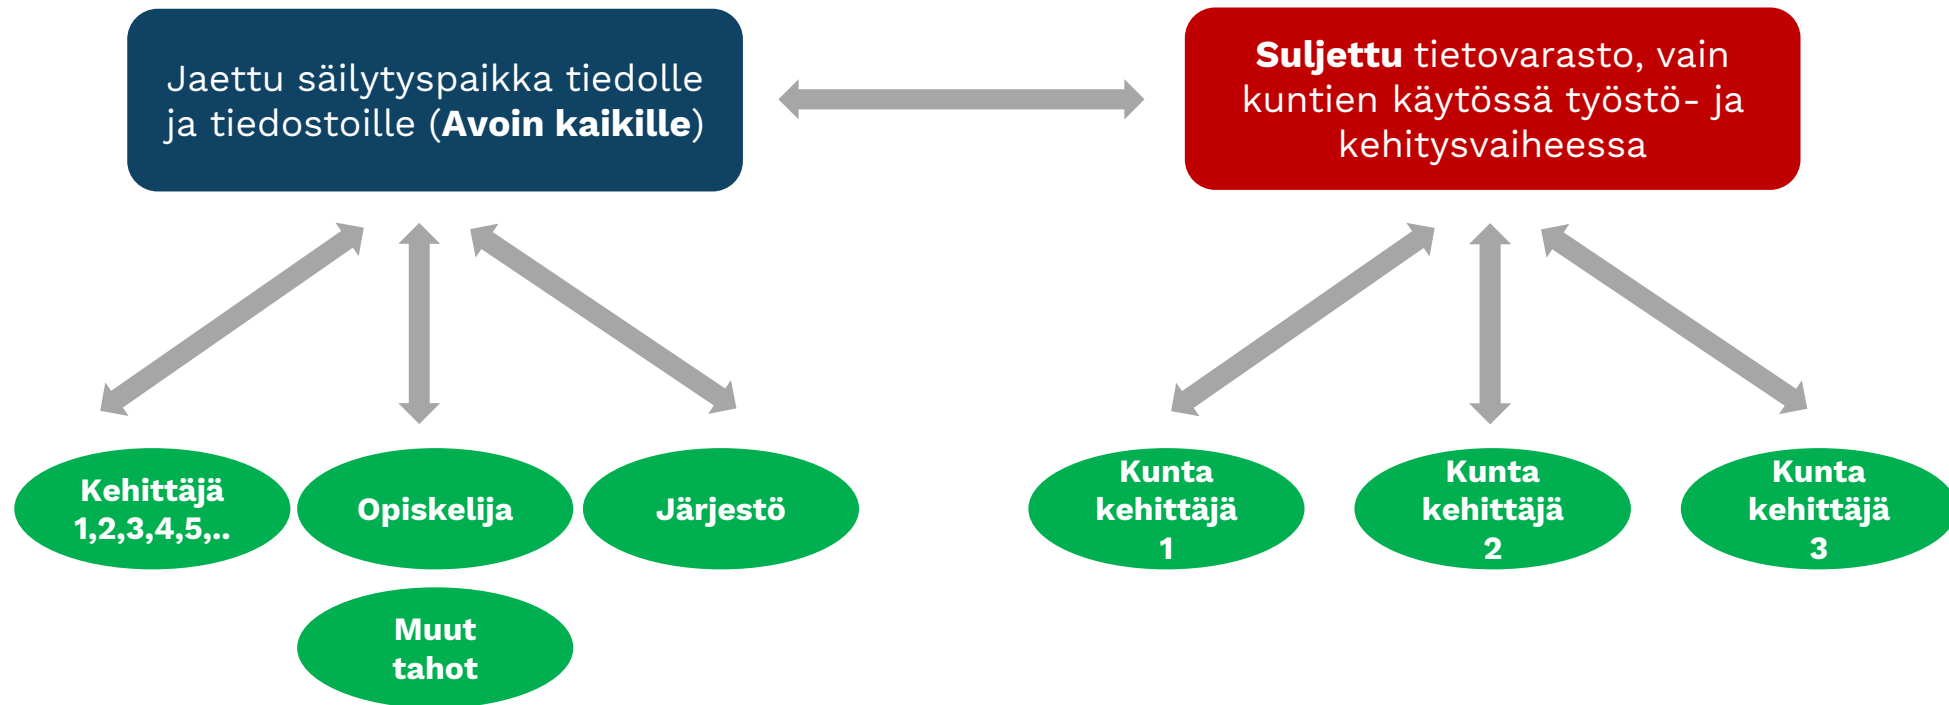 Jaettu säilytyspaikka tiedolle
ja tiedostoille (Avoin kaikille)
Suljettu tietovarasto, vain
kuntien käytössä työstö- ja
kehitysvaiheessa
Kehittäjä
1,2,3,4,5,..
Opiskelija
Järjestö
Muut
tahot
Kunta
kehittäjä
1
Kunta
kehittäjä
2
Kunta
kehittäjä
3